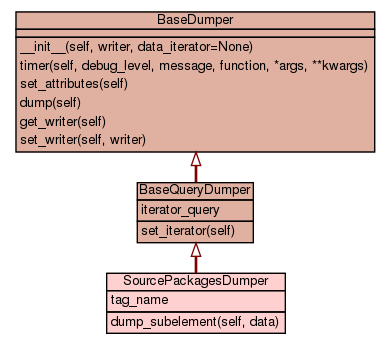 BaseDumper
__init__(self, writer, data_iterator=None)
timer(self, debug_level, message, function, *args, **kwargs)
set_attributes(self)
dump(self)
get_writer(self)
set_writer(self, writer)
BaseQueryDumper
iterator_query
set_iterator(self)
SourcePackagesDumper
tag_name
dump_subelement(self, data)